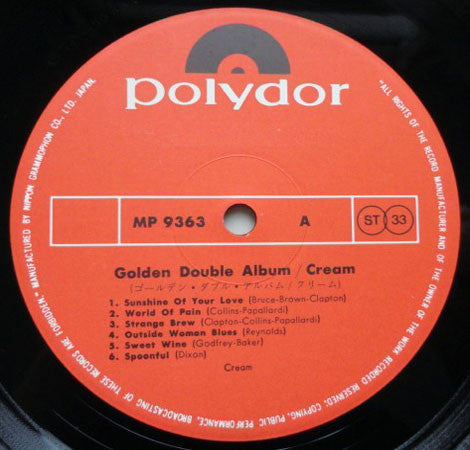 polydor
MP 9363 A ST 33
Golden Double Album / Cream
(ゴールデン・ダブル・アルバム/クリーム)
1. Sunshine Of Your Love (Bruce-Brown-Clapton)
2. World Of Pain (Collins-Papallardi)
3. Strange Brew (Clapton-Collins-Papallardi)
4. Outside Woman Blues (Reynolds)
5. Sweet Wine (Godfrey-Baker)
6. Spoonful (Dixon)
Cream
"ALL RIGHTS OF THE RECORD MANUFACTURER AND OF THE OWNER OF THE WORK RECORDED RESERVED. COPYING, PUBLIC PERFORMANCE, BROADCASTING OF THESE RECORDS ARE FORBIDDEN" MANUFACTURED BY NIPPON GRAMMOPHON CO., LTD. JAPAN.